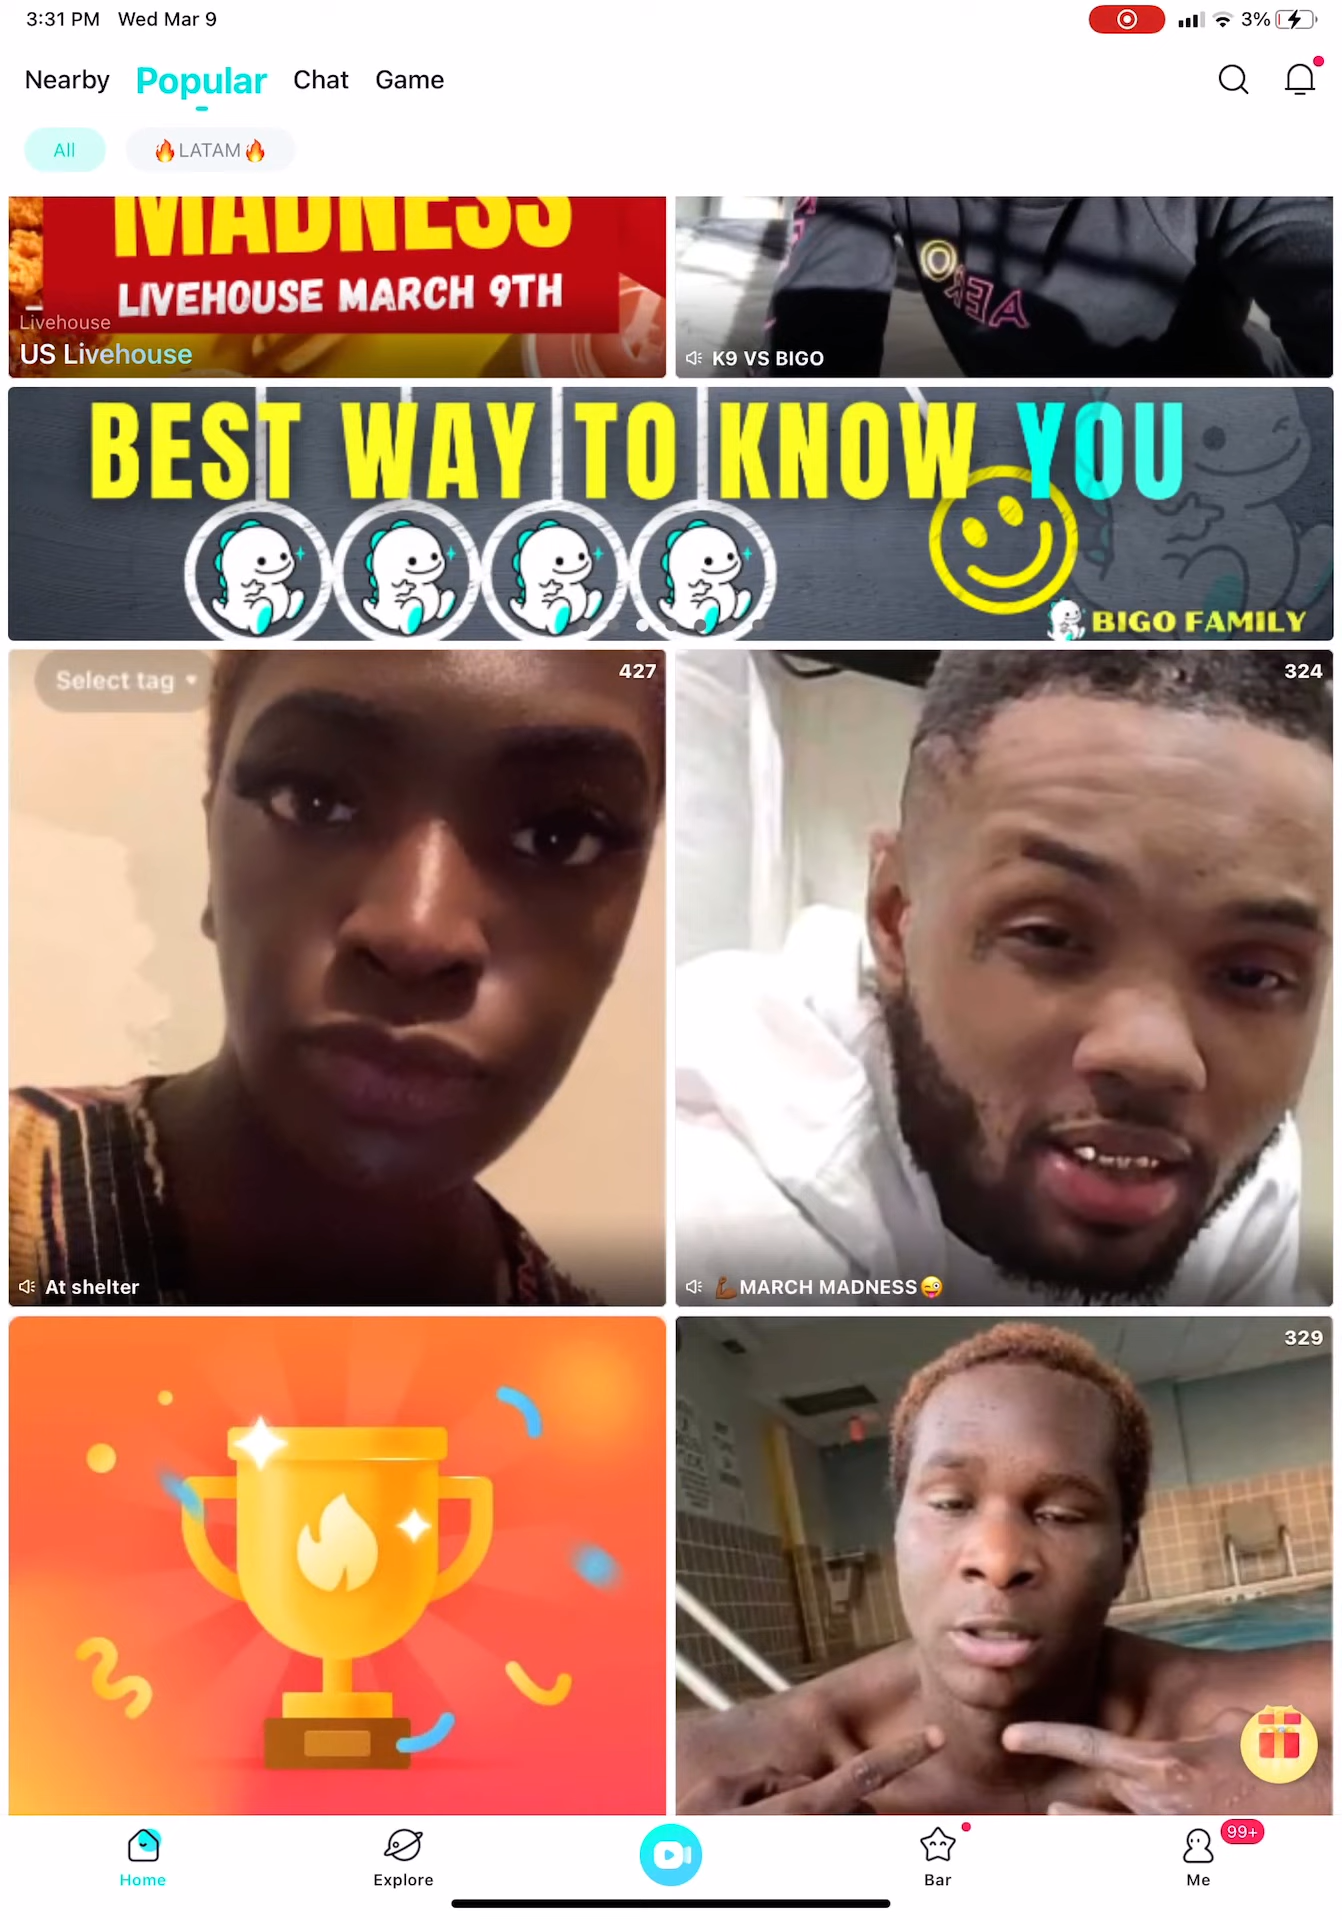 3:31 PM Wed Mar 9
3%
Nearby Popular Chat Game
All
🔥LATAM🔥
MADNESS
LIVEHOUSE MARCH 9TH
Livehouse
US Livehouse
AERO
K9 VS BIGO
BEST WAY TO KNOW YOU
BIGO FAMILY
Select tag
427
At shelter
324
💪🏾MARCH MADNESS😜
329
Home
Explore
Bar
99+
Me